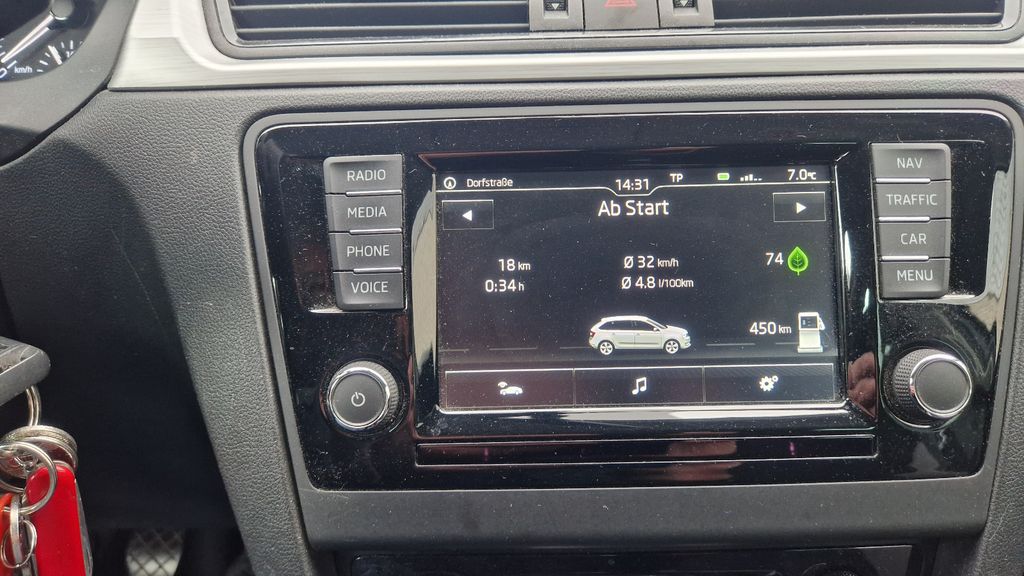 km/h
RADIO
MEDIA
PHONE
VOICE
Dorfstraße 14:31 TP 7.0°C
Ab Start
18 km Ø 32 km/h 74
0:34 h Ø 4.8 l/100km
450 km
NAV
TRAFFIC
CAR
MENU